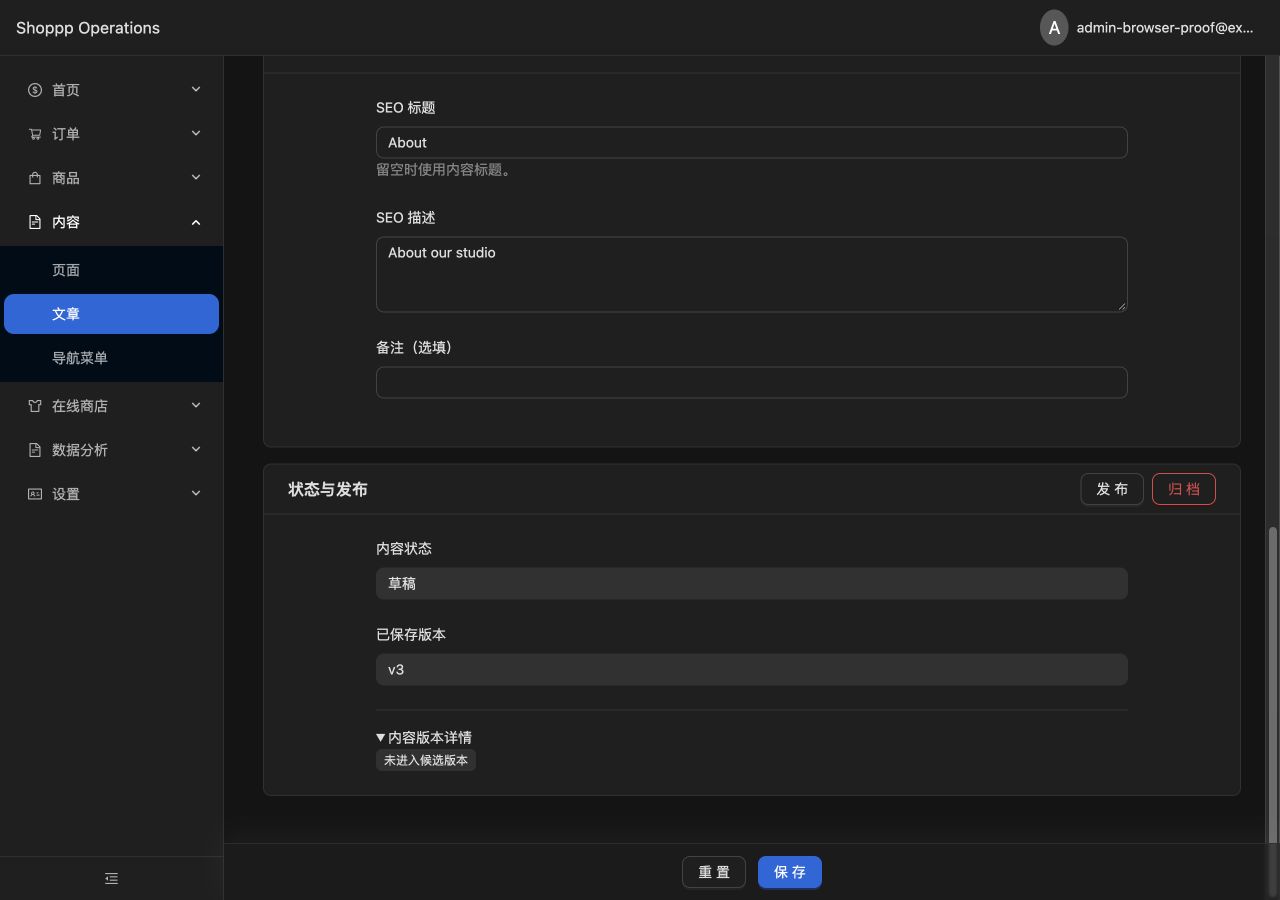 Shoppp Operations
A
admin-browser-proof@ex...
首页
订单
商品
内容
页面
文章
导航菜单
在线商店
数据分析
设置
SEO 标题
About
留空时使用内容标题。
SEO 描述
About our studio
备注（选填）
状态与发布
发 布
归 档
内容状态
草稿
已保存版本
v3
▼内容版本详情
未进入候选版本
重 置
保 存